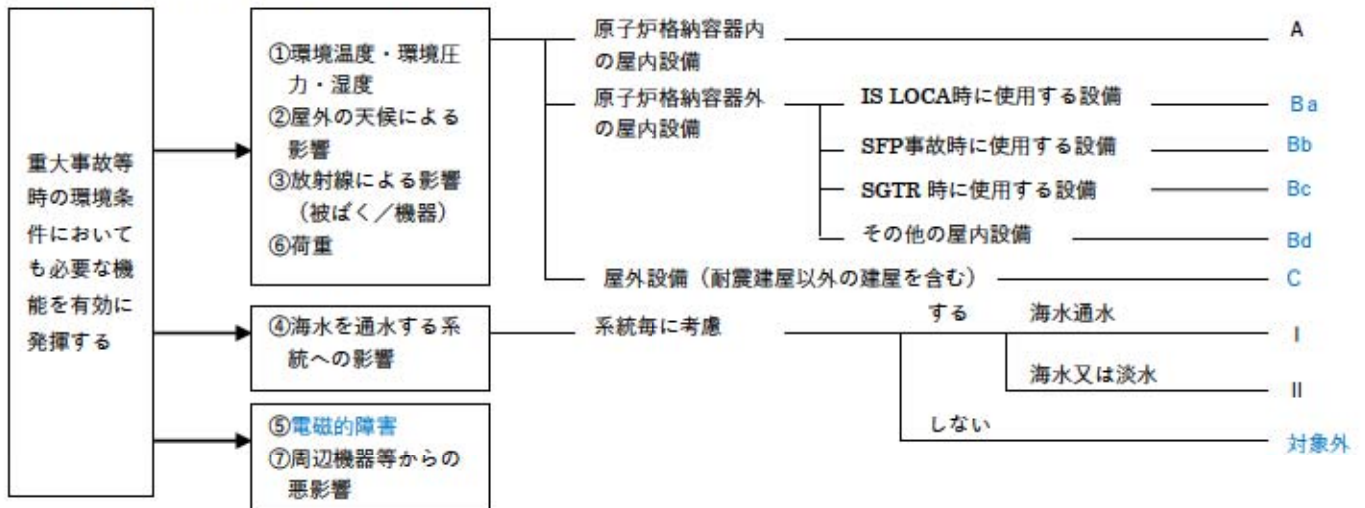 重大事故等
時の環境条
件において
も必要な機
能を有効に
発揮する
①環境温度・環境圧
力・湿度
②屋外の天候による
影響
③放射線による影響
(被ばく/機器)
⑥荷重
原子炉格納容器内
の屋内設備
A
原子炉格納容器外
の屋内設備
IS LOCA時に使用する設備
Ba
SFP事故時に使用する設備
Bb
SGTR 時に使用する設備
Bc
その他の屋内設備
Bd
屋外設備(耐震建屋以外の建屋を含む)
C
④海水を通水する系
統への影響
系統毎に考慮
する
海水通水
I
海水又は淡水
II
しない
対象外
⑤電磁的障害
⑦周辺機器等からの
悪影響